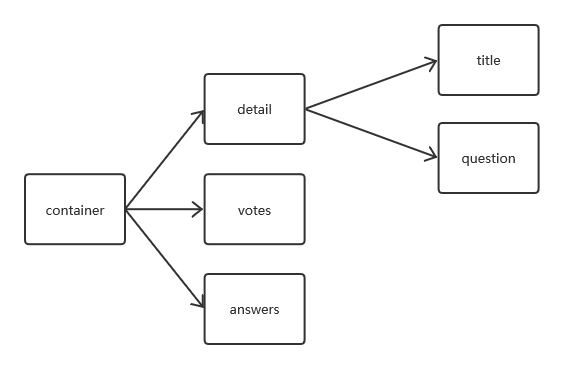 title
detail
question
container
votes
answers